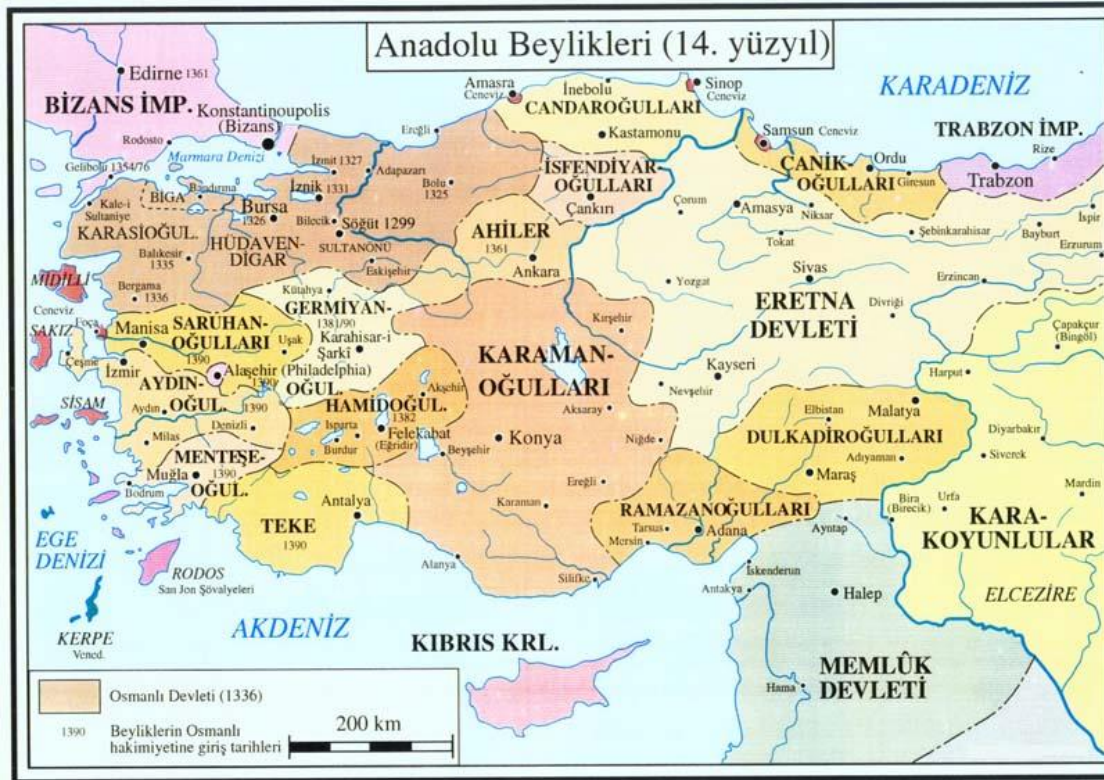 Anadolu Beylikleri (14. yüzyıl)
Edirne 1361
BİZANS İMP.
Konstantinoupolis
(Bizans)
Rodosto
Marmara Denizi
Gelibolu 1354/76
Amasra
Ceneviz
İnebolu
CANDAROĞULLARI
Kastamonu
Sinop
Ceneviz
KARADENİZ
Samsun Ceneviz
TRABZON İMP.
Rize
Trabzon
Ereğli
İzmit 1327
Adapazarı
Bolu
1325
İSFENDİYAR-
OĞULLARI
Çankırı
CANİK-
OĞULLARI
Ordu
Giresun
BİGA
Bandırma
İznik
1331
Kale-i
Sultaniye
Bursa
1326
Bilecik
Söğüt 1299
KARASİOĞUL.
HÜDAVEN-
DİGAR
SULTANÖNÜ
Balıkesir
1335
Eskişehir
AHİLER
1361
Ankara
Çorum
Amasya
Niksar
Tokat
Şebinkarahisar
İspir
Bayburt
Erzurum
MİDİLLİ
Ceneviz
Bergama
1336
Kütahya
GERMİYAN-
1381/90
Karahisar-i
Şarkî
OĞUL.
Yozgat
Sivas
Erzincan
ERETNA
DEVLETİ
Divriği
SAKIZ
Foça
Manisa
SARUHAN-
OĞULLARI
1390
Uşak
Kırşehir
KARAMAN-
OĞULLARI
Çapakçur
(Bingöl)
Çeşme
İzmir
Alaşehir (Philadelphia)
1390
AYDIN-
OĞUL.
1390
Aydın
Denizli
SİSAM
HAMİDOĞUL.
1382
Akşehir
Isparta
Burdur
Felekabat
(Eğridir)
Aksaray
Nevşehir
Kayseri
Harput
Malatya
Elbistan
DULKADİROĞULLARI
Adıyaman
Maraş
Diyarbakır
Siverek
Mardin
Milas
MENTEŞE-
1390
OĞUL.
Muğla
Bodrum
Beyşehir
Konya
Niğde
Ereğli
Karaman
Antalya
TEKE
1390
Alanya
Silifke
RAMAZANOĞULLARI
Tarsus
Mersin
Adana
Bira
(Birecik)
Urfa
Ayntap
KARA-
KOYUNLULAR
ELCEZİRE
EGE
DENİZİ
RODOS
San Jon Şövalyeleri
KERPE
Vened.
AKDENİZ
KIBRIS KRL.
İskenderun
Antakya
Halep
MEMLÛK
DEVLETİ
Hama
Osmanlı Devleti (1336)
1390 Beyliklerin Osmanlı
hakimiyetine giriş tarihleri
200 km